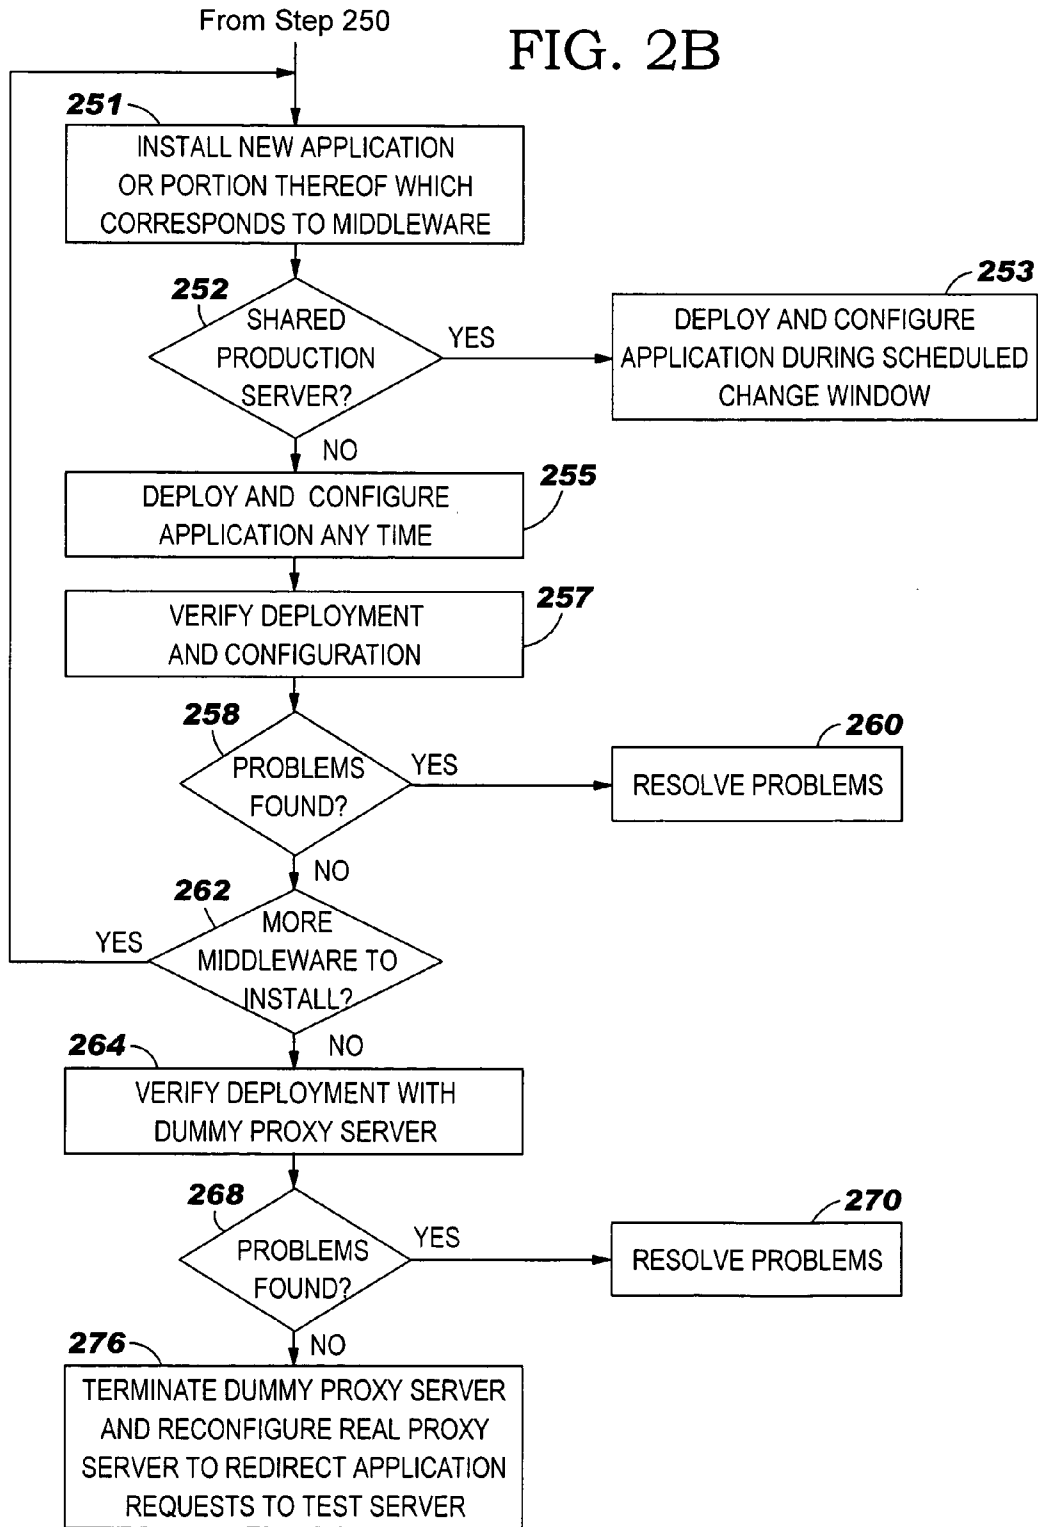 From Step 250
FIG. 2B
251
INSTALL NEW APPLICATION
OR PORTION THEREOF WHICH
CORRESPONDS TO MIDDLEWARE
252
SHARED
PRODUCTION
SERVER?
YES
253
DEPLOY AND CONFIGURE
APPLICATION DURING SCHEDULED
CHANGE WINDOW
NO
255
DEPLOY AND CONFIGURE
APPLICATION ANY TIME
257
VERIFY DEPLOYMENT
AND CONFIGURATION
258
PROBLEMS
FOUND?
YES
260
RESOLVE PROBLEMS
NO
262
MORE
MIDDLEWARE TO
INSTALL?
YES
NO
264
VERIFY DEPLOYMENT WITH
DUMMY PROXY SERVER
268
PROBLEMS
FOUND?
YES
270
RESOLVE PROBLEMS
NO
276
TERMINATE DUMMY PROXY SERVER
AND RECONFIGURE REAL PROXY
SERVER TO REDIRECT APPLICATION
REQUESTS TO TEST SERVER